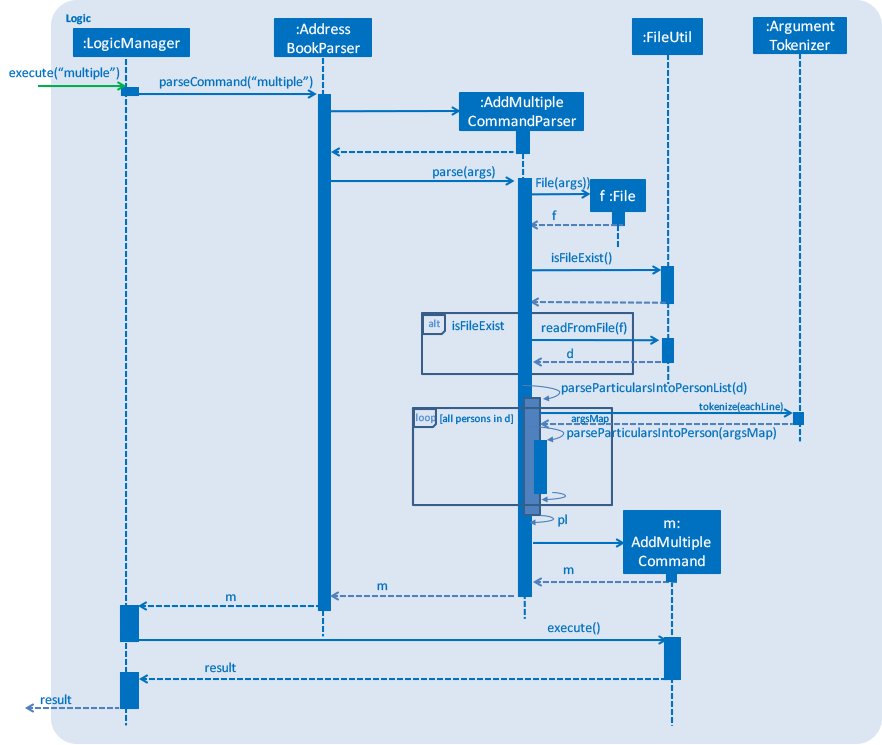 Logic
:LogicManager
:Address
BookParser
:FileUtil
:Argument
Tokenizer
execute(“multiple”)
parseCommand(“multiple”)
:AddMultiple
CommandParser
parse(args)
File(args))
f :File
f
isFileExist()
alt
isFileExist
readFromFile(f)
d
parseParticularsIntoPersonList(d)
tokenize(eachLine)
loop
[all persons in d]
argsMap
parseParticularsIntoPerson(argsMap)
pl
m:
AddMultiple
Command
m
m
m
execute()
result
result